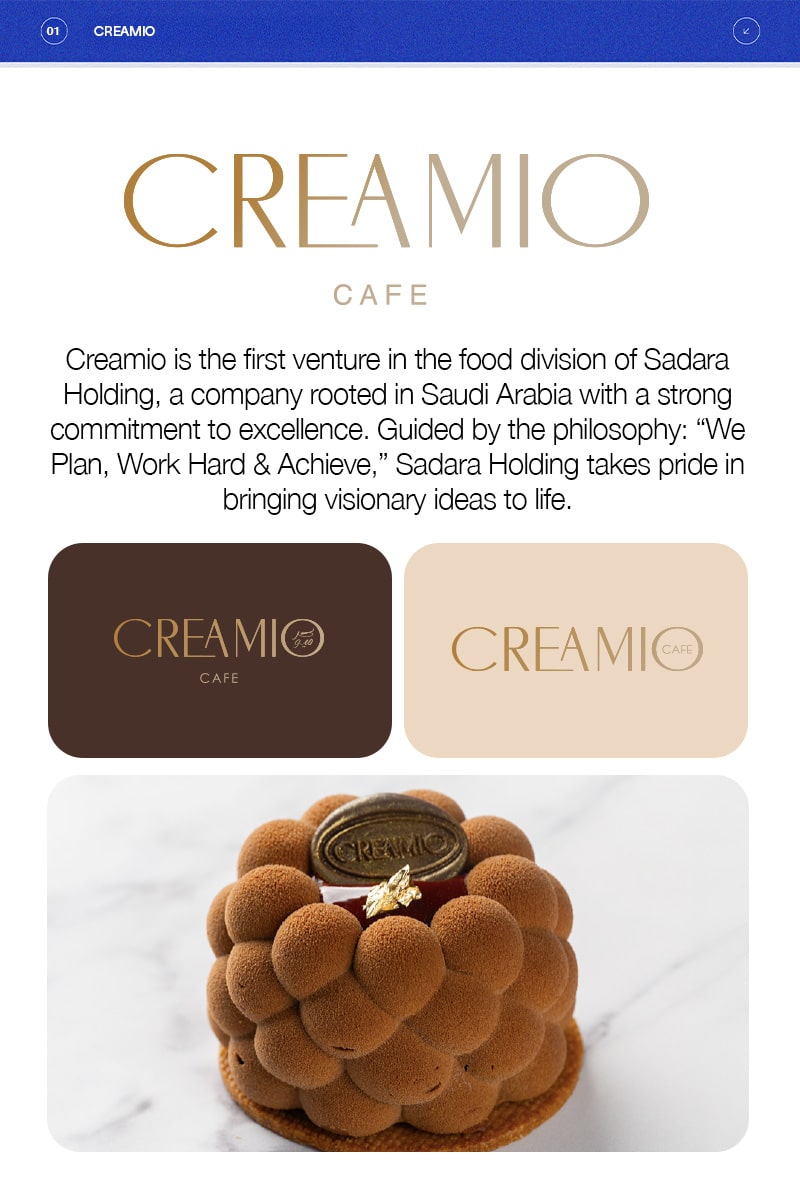 01
CREAMIO
CREAMIO
CAFE
Creamio is the first venture in the food division of Sadara
Holding, a company rooted in Saudi Arabia with a strong
commitment to excellence. Guided by the philosophy: “We
Plan, Work Hard & Achieve,” Sadara Holding takes pride in
bringing visionary ideas to life.
CREAMIO
CAFE
CREAMIO
CAFE
CREAMIO